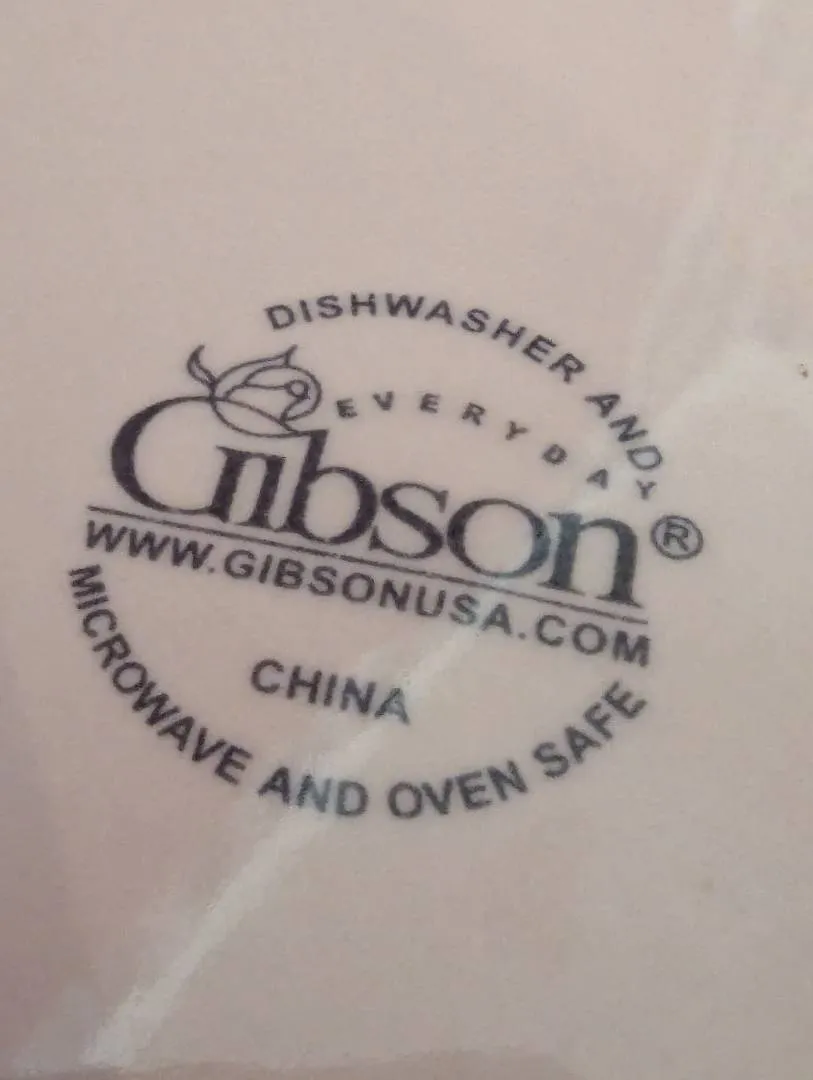 DISHWASHER AND
EVERYDAY
Gibson®
WWW.GIBSONUSA.COM
CHINA
MICROWAVE AND OVEN SAFE